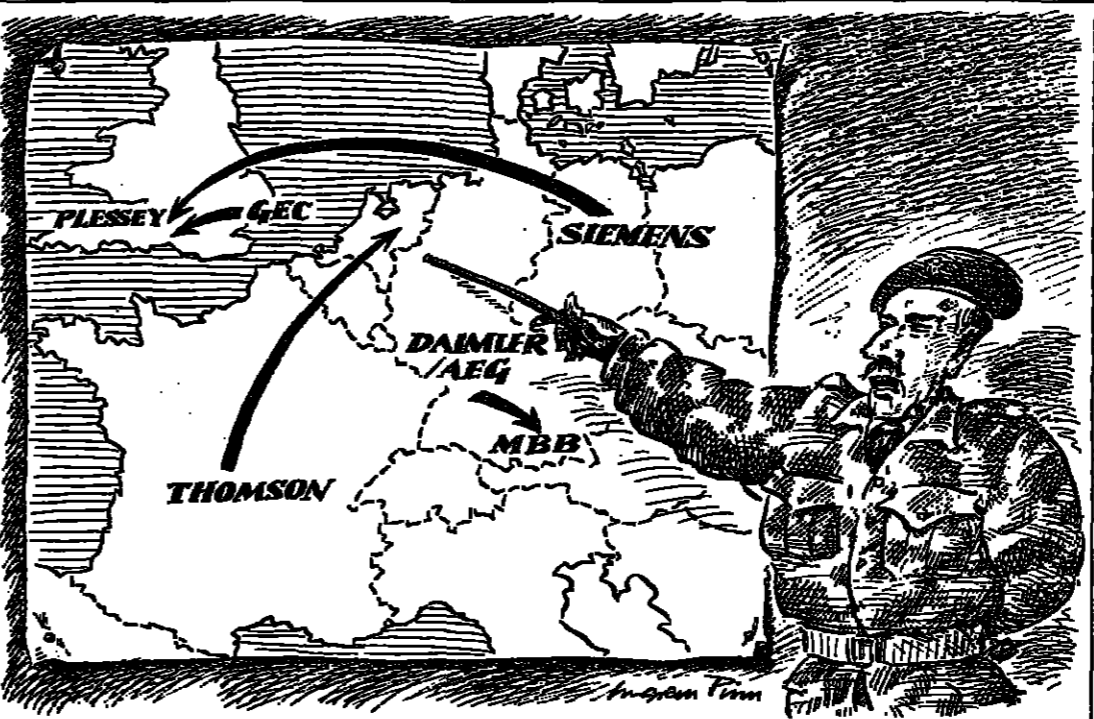 PLESSEY
GEC
SIEMENS
DAIMLER
/AEG
MBB
THOMSON
Ingram Pinn